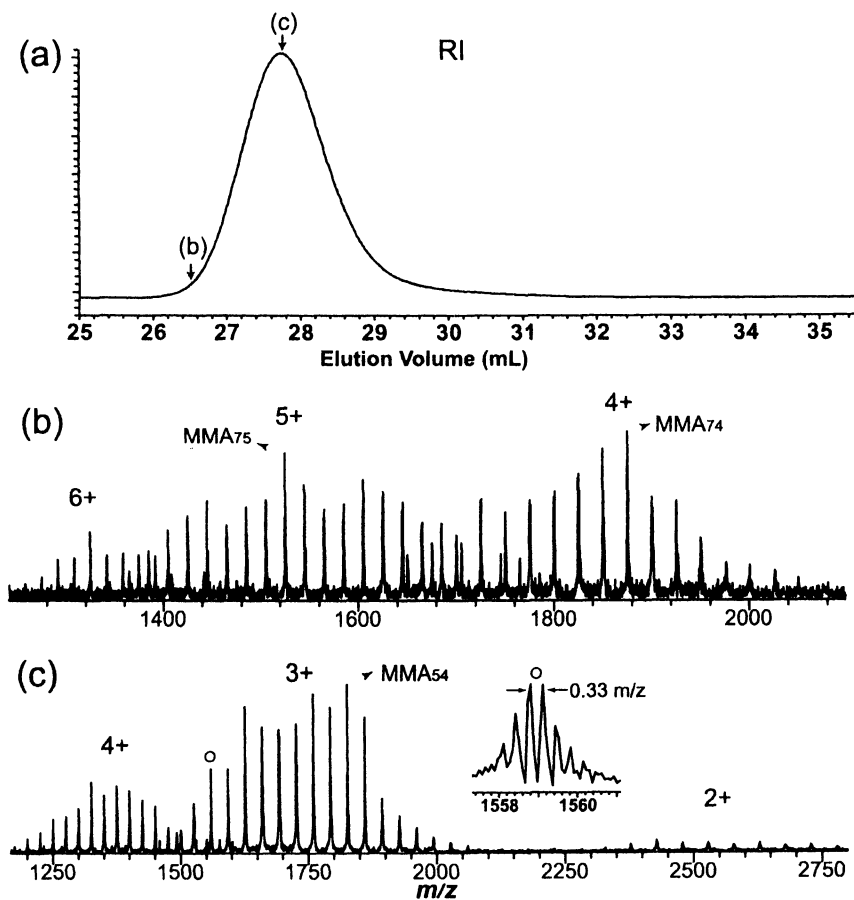 (c)
(a)
RI
(b)
25 26 27 28 29 30 31 32 33 34 35
Elution Volume (mL)
(b)
5+
4+
MMA75
MMA74
6+
1400 1600 1800 2000
(c)
3+
MMA54
O
0.33 m/z
4+
O
1558 1560
2+
1250 1500 1750 2000 2250 2500 2750
m/z